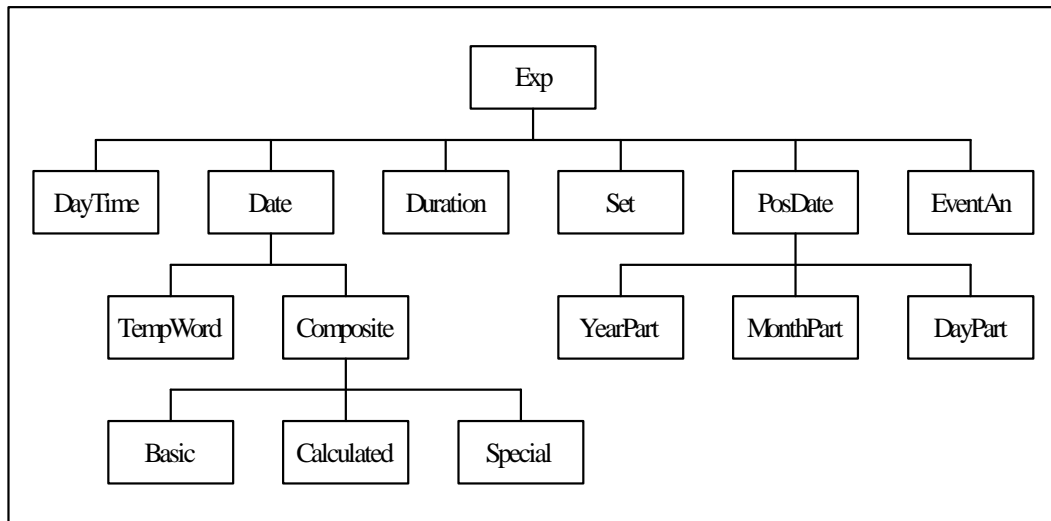 Exp
DayTime
Date
Duration
Set
PosDate
EventAn
TempWord
Composite
YearPart
MonthPart
DayPart
Basic
Calculated
Special